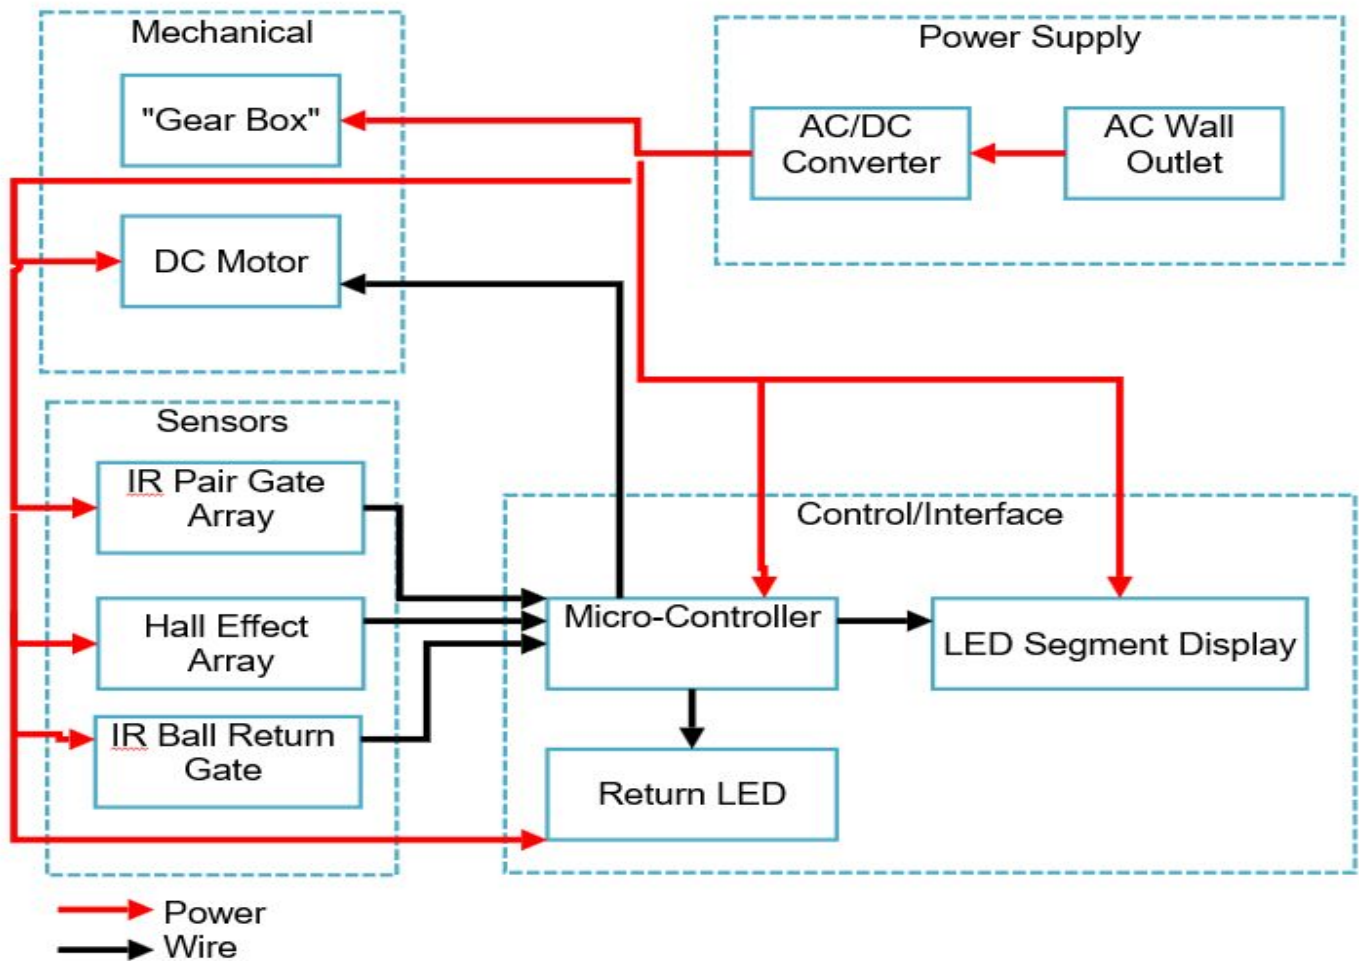 Mechanical
"Gear Box"
DC Motor
Power Supply
AC/DC
Converter
AC Wall
Outlet
Sensors
IR Pair Gate
Array
Hall Effect
Array
IR Ball Return
Gate
Control/Interface
Micro-Controller
LED Segment Display
Return LED
Power
Wire